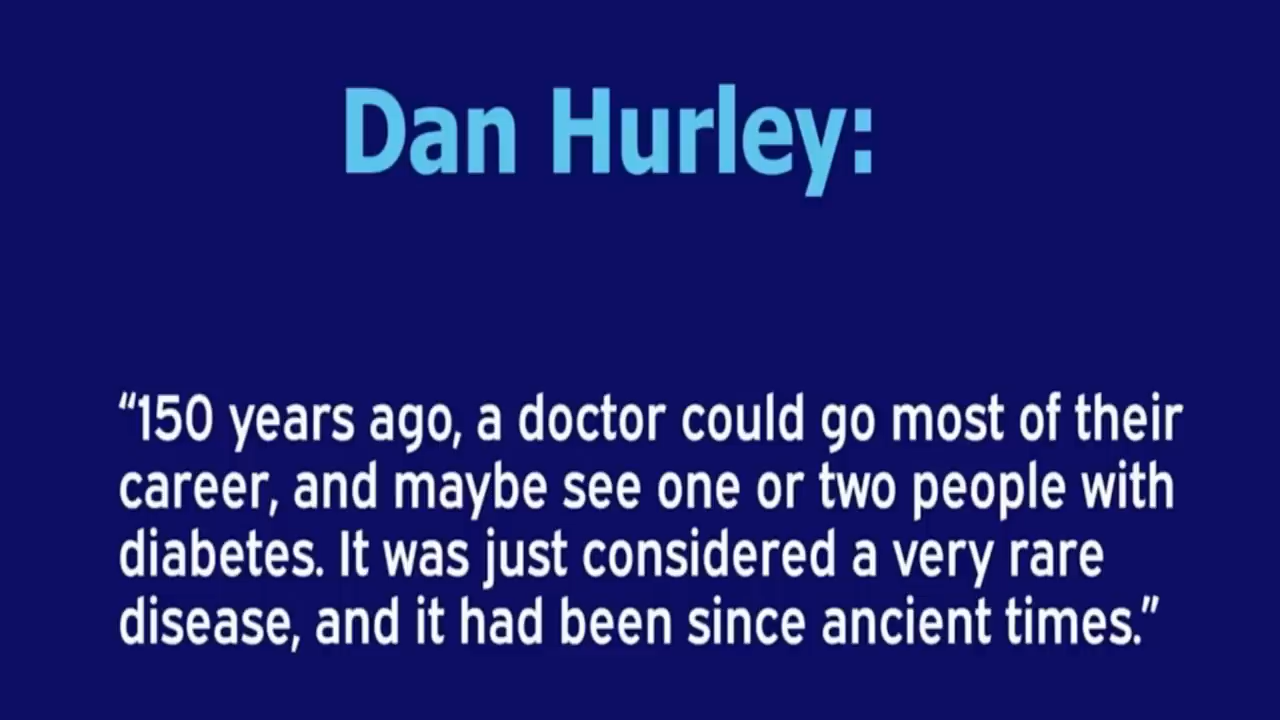 Dan Hurley:
“150 years ago, a doctor could go most of their
career, and maybe see one or two people with
diabetes. It was just considered a very rare
disease, and it had been since ancient times.”